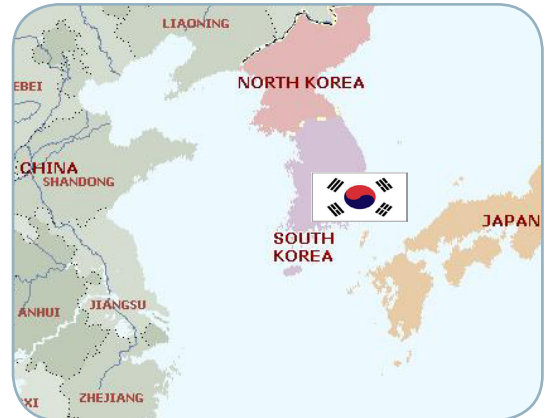 LIAONING
NORTH KOREA
EBEI
CHINA
SHANDONG
JAPAN
SOUTH
KOREA
JIANGSU
ANHUI
ZHEJIANG
XI